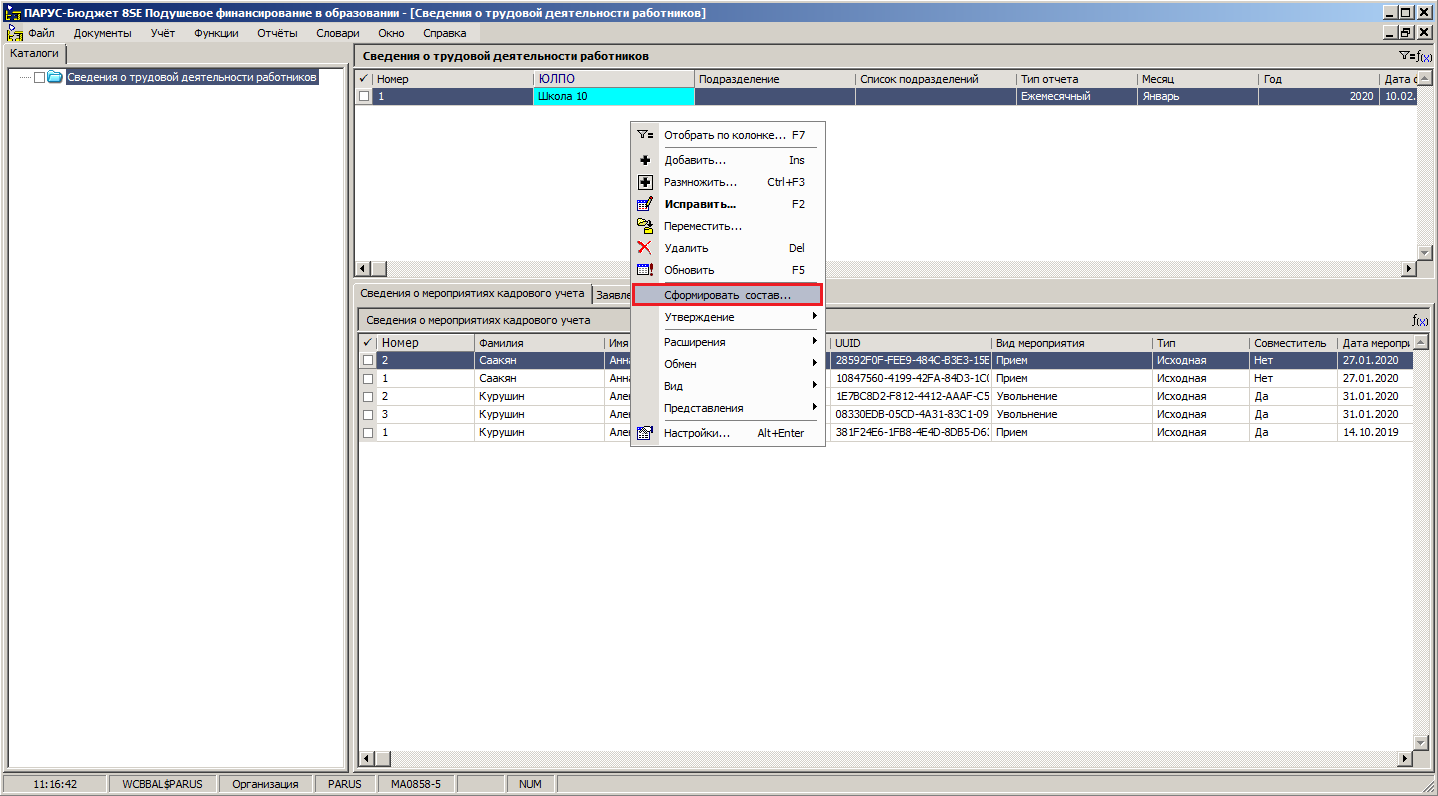 ПАРУС-Бюджет 8SE Подушевое финансирование в образовании - [Сведения о трудовой деятельности работников]
Файл Документы Учёт Функции Отчёты Словари Окно Справка
Каталоги
Сведения о трудовой деятельности работников
Сведения о трудовой деятельности работников
Номер ЮЛПО Подразделение Список подразделений Тип отчета Месяц Год Дата с
1 Школа 10 Ежемесячный Январь 2020 10.02.
Отобрать по колонке... F7
Добавить... Ins
Размножить... Ctrl+F3
Исправить... F2
Переместить...
Удалить Del
Обновить F5
Сформировать состав...
Утверждение
Расширения
Обмен
Вид
Представления
Настройки... Alt+Enter
Сведения о мероприятиях кадрового учета Заявле
Сведения о мероприятиях кадрового учета
Номер Фамилия Имя UUID Вид мероприятия Тип Совместитель Дата меропри
2 Саакян Анна 28592F0F-FEE9-484C-B3E3-15E Прием Исходная Нет 27.01.2020
1 Саакян Анна 10847560-4199-42FA-84D3-1C0 Прием Исходная Нет 27.01.2020
2 Курушин Але 1E7BC8D2-F812-4412-AAAF-C5 Увольнение Исходная Да 31.01.2020
3 Курушин Але 08330EDB-05CD-4A31-83C1-09 Увольнение Исходная Да 31.01.2020
1 Курушин Але 381F24E6-1FB8-4E4D-8DB5-D63 Прием Исходная Да 14.10.2019
11:16:42 WCBBAL$PARUS Организация PARUS MA0858-5 NUM